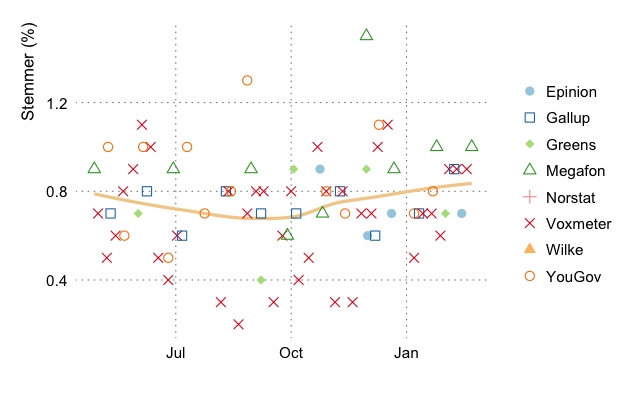 Stemmer (%)
1.2
0.8
0.4
Jul
Oct
Jan
Epinion
Gallup
Greens
Megafon
Norstat
Voxmeter
Wilke
YouGov